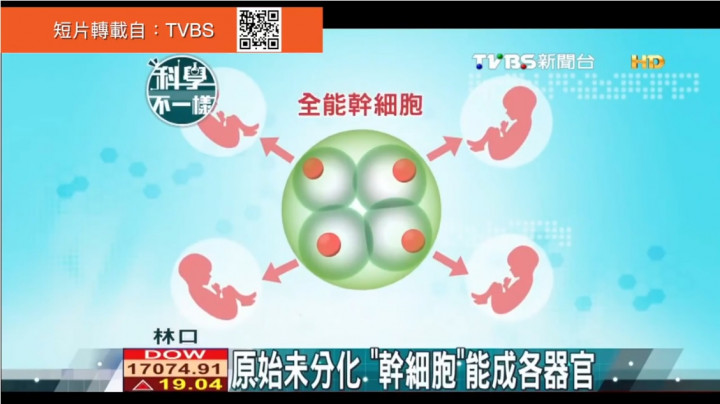 短片轉載自：TVBS
TVBS新聞台
HD
科學
不一樣
全能幹細胞
林口
DOW
17074.91
19.04
原始未分化 "幹細胞"能成各器官